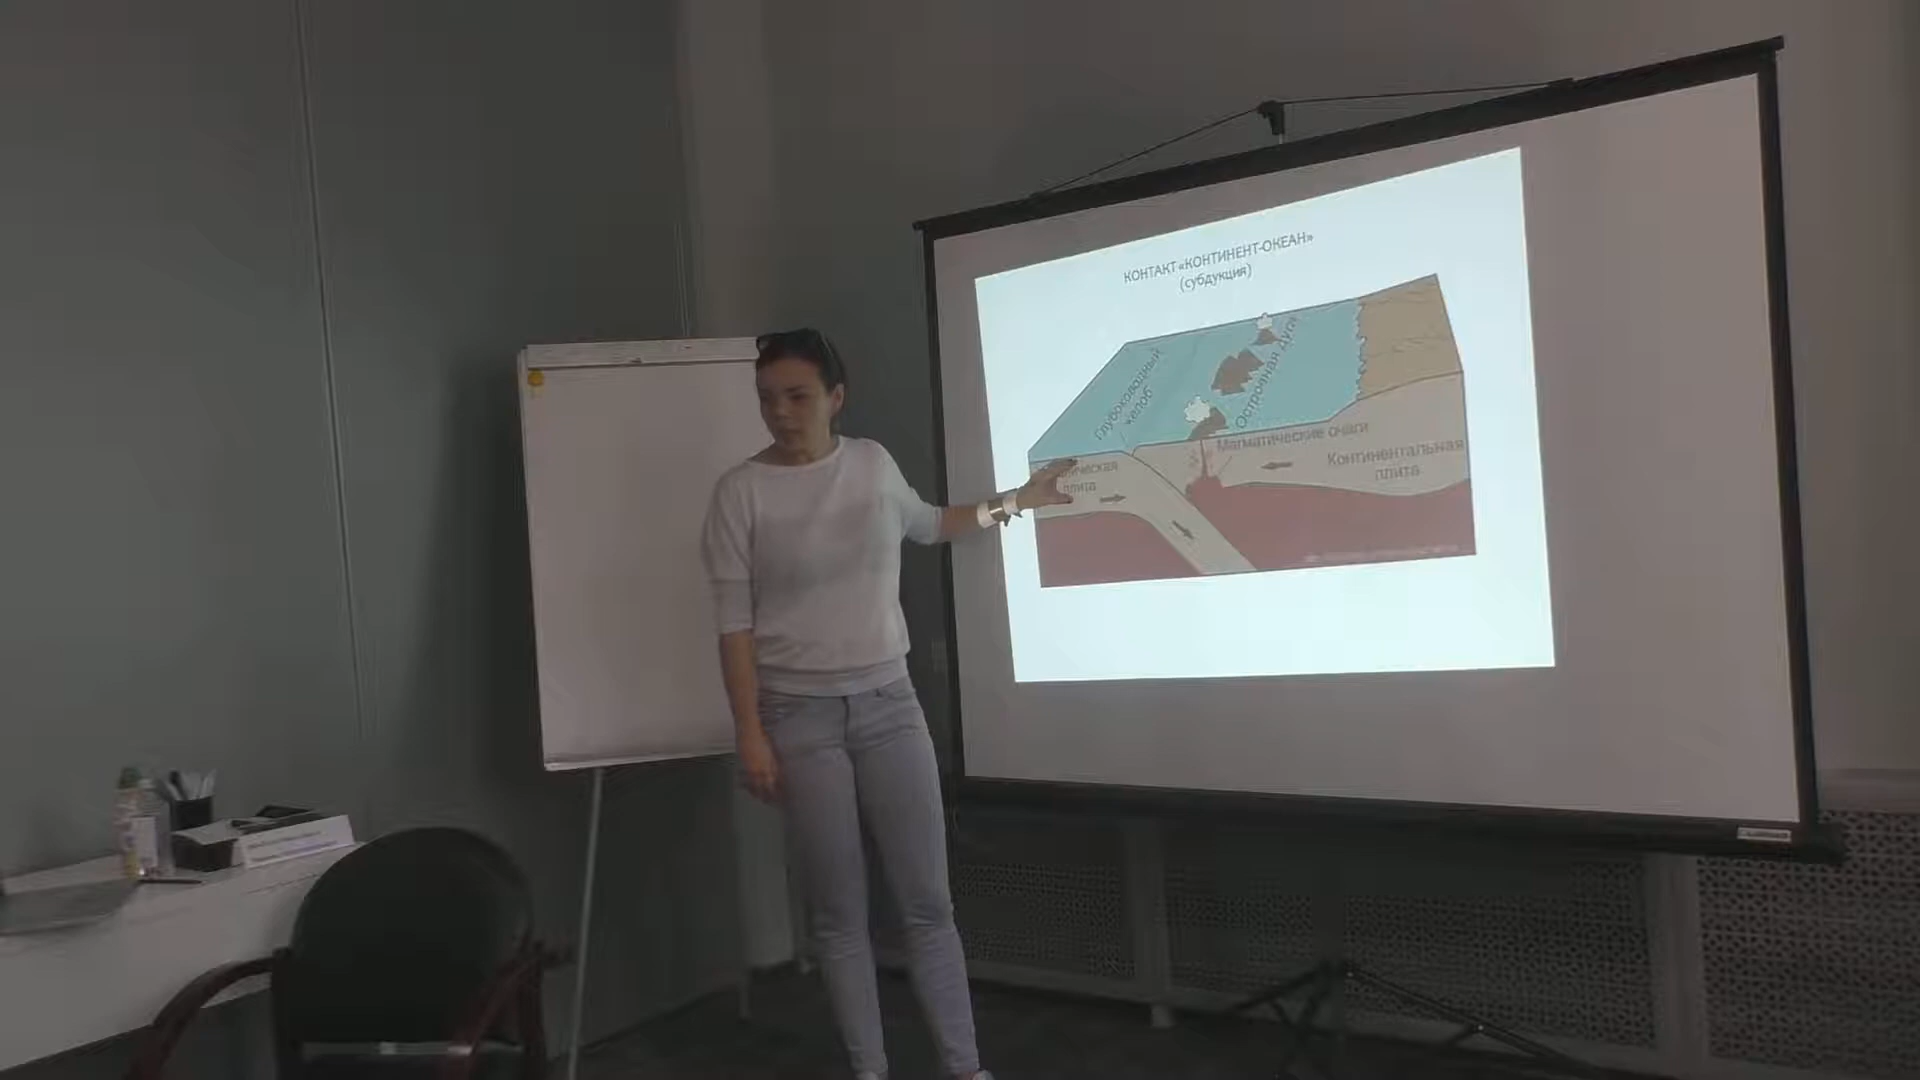 КОНТАКТ «КОНТИНЕНТ-ОКЕАН»
(субдукция)
Глубоководный
желоб
Островная дуга
Магматические очаги
Континентальная
плита
плита